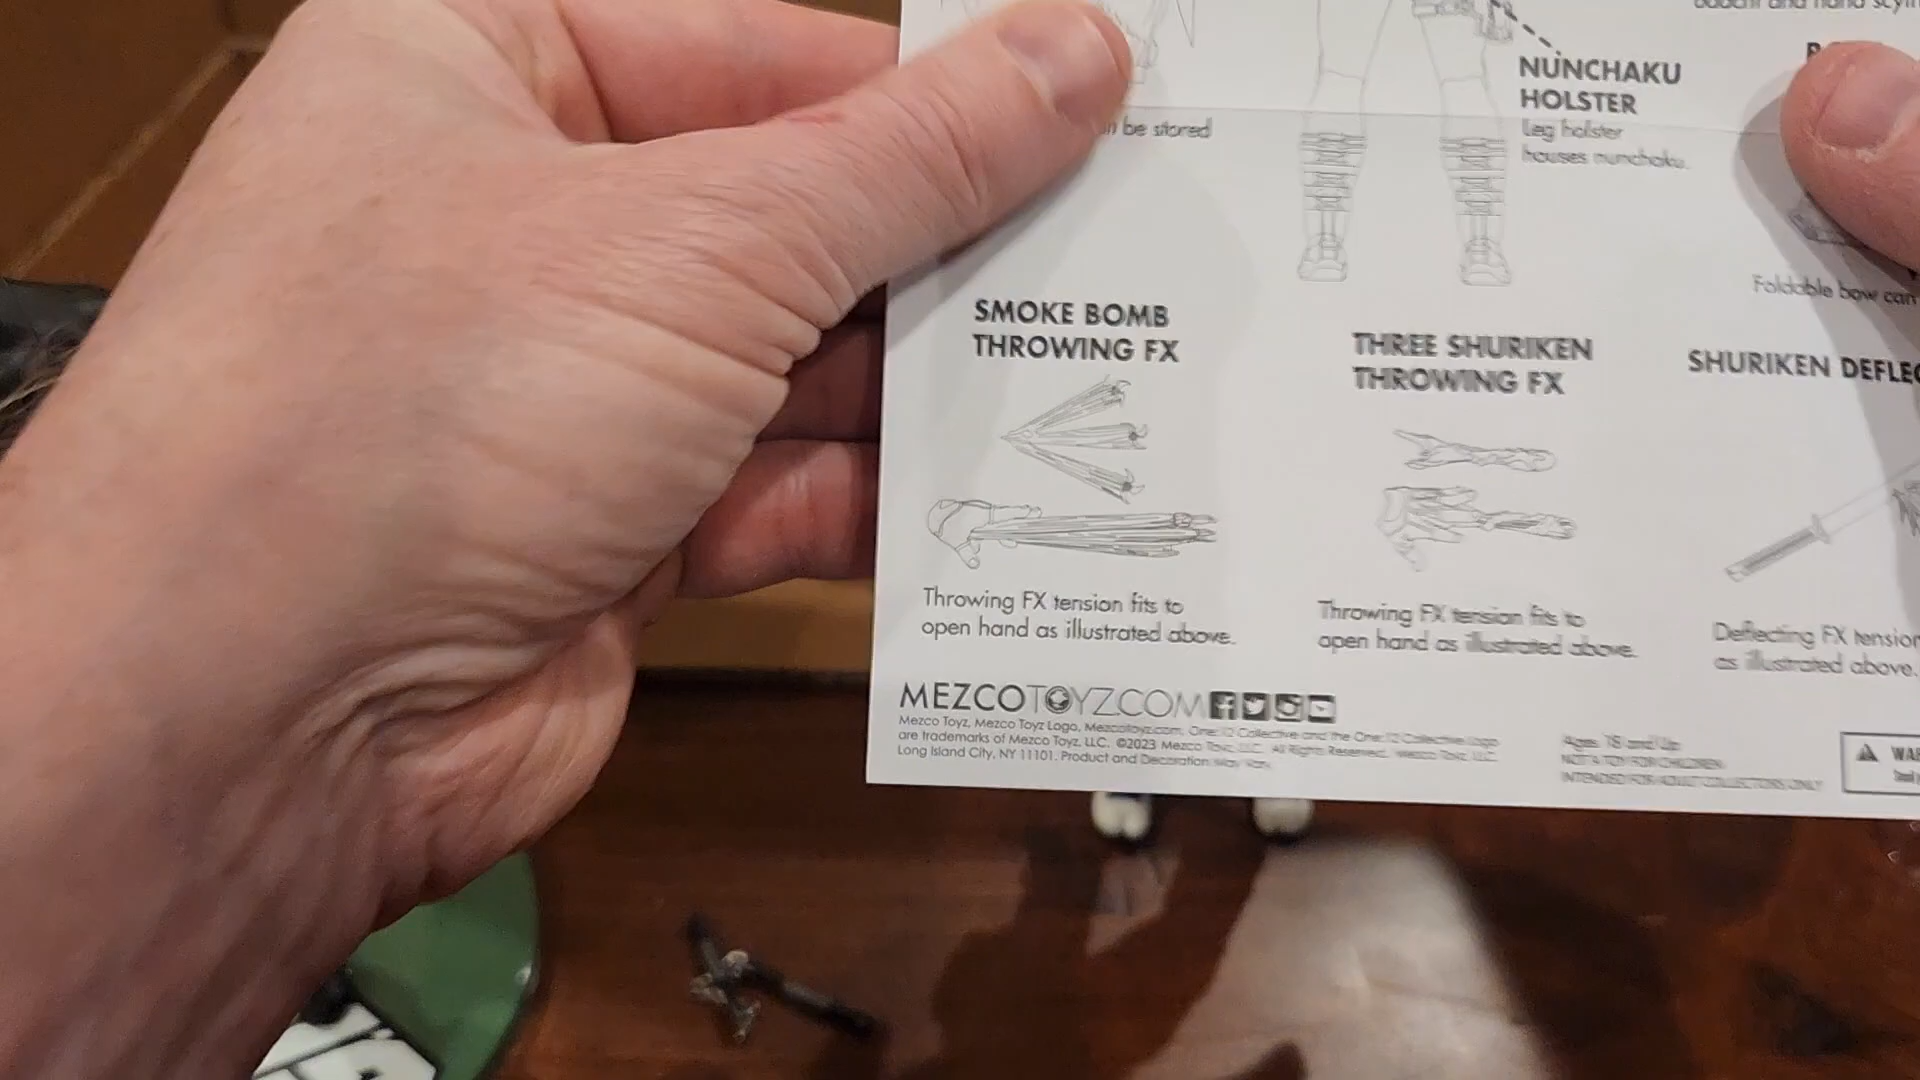 NUNCHAKU
HOLSTER
Leg holster
houses nunchaku.
be stored
Foldable bow can
SMOKE BOMB
THROWING FX
THREE SHURIKEN
THROWING FX
SHURIKEN DEFLEC
Throwing FX tension fits to
open hand as illustrated above.
Throwing FX tension fits to
open hand as illustrated above.
Deflecting FX tension
as illustrated above.
MEZCOTOYZ.COM
Mezco Toyz, Mezco Toyz Logo, Mezcotoyz.com, One:12 Collective and the One:12 Collective logo
are trademarks of Mezco Toyz, LLC. ©2023 Mezco Toyz, LLC. All Rights Reserved. Mezco Toyz, LLC.
Long Island City, NY 11101. Product and Decoration May Vary.
Ages 18 and Up
NOT A TOY FOR CHILDREN
INTENDED FOR ADULT COLLECTIONS ONLY
WAR